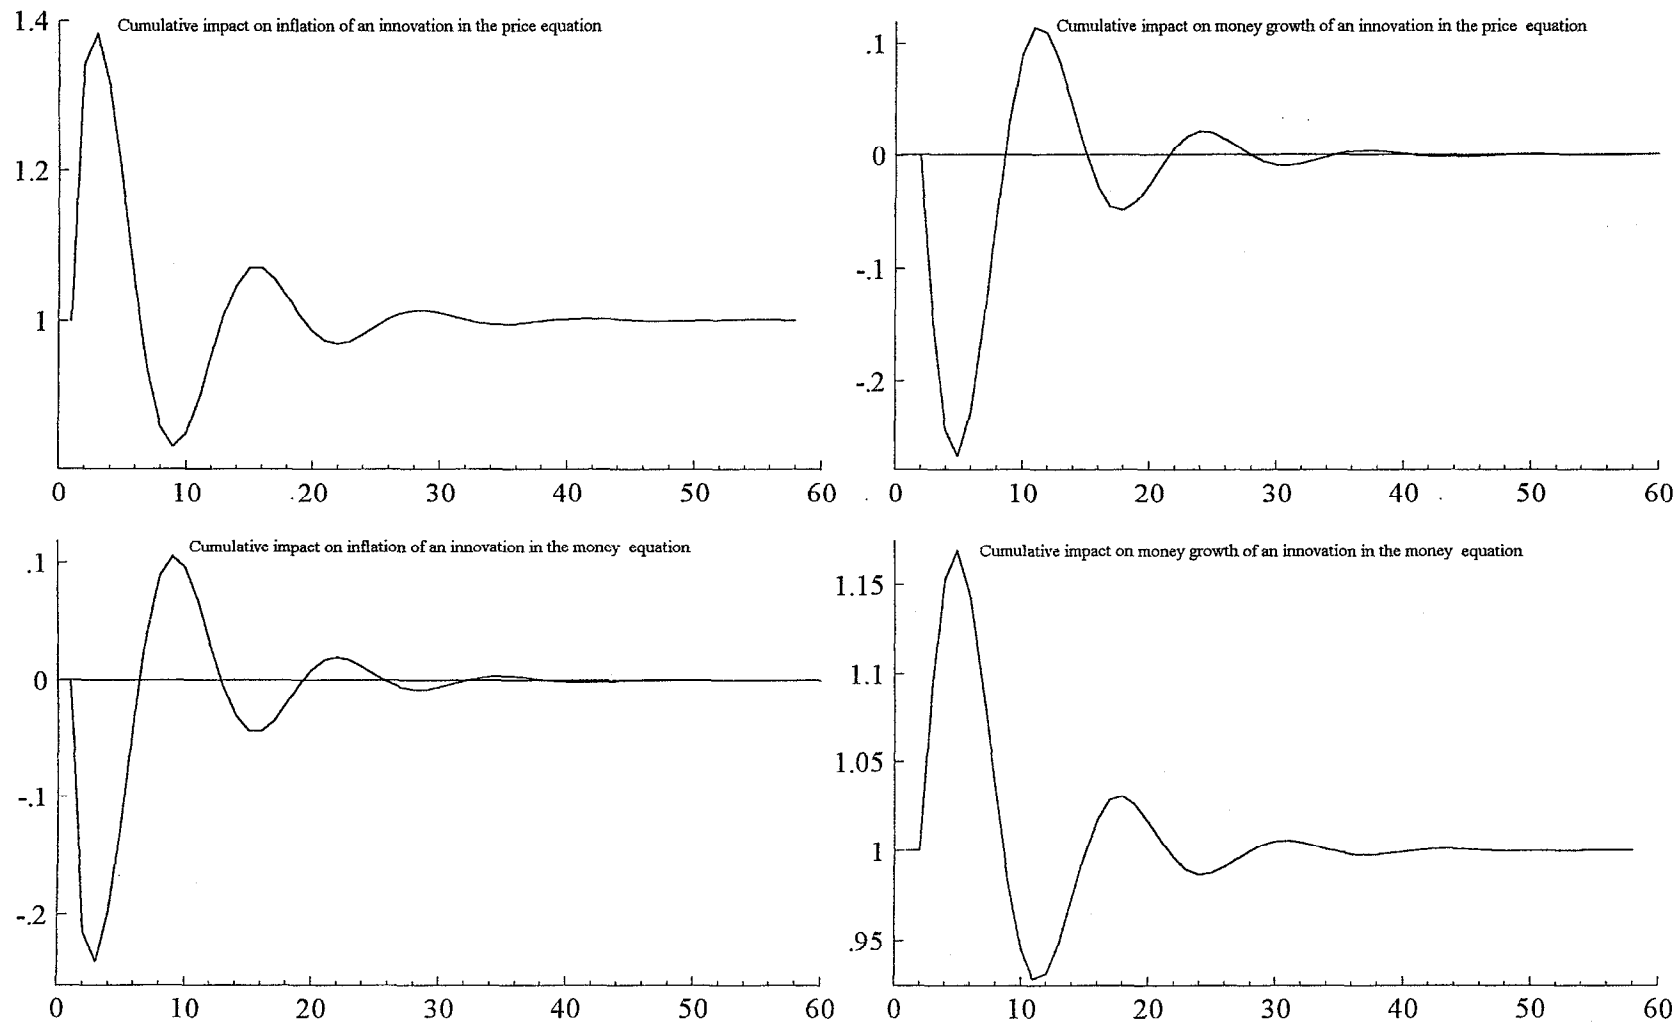 Cumulative impact on inflation of an innovation in the price equation
1.4
1.2
1
0 10 20 30 40 50 60
Cumulative impact on money growth of an innovation in the price equation
.1
0
-.1
-.2
0 10 20 30 40 50 60
Cumulative impact on inflation of an innovation in the money equation
.1
0
-.1
-.2
0 10 20 30 40 50 60
Cumulative impact on money growth of an innovation in the money equation
1.15
1.1
1.05
1
.95
0 10 20 30 40 50 60